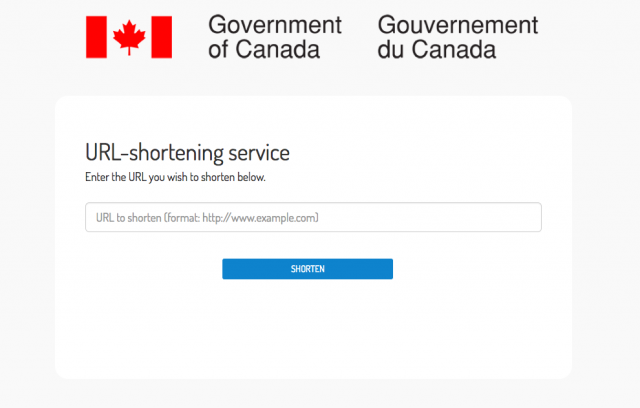 Government Gouvernement
of Canada du Canada
URL-shortening service
Enter the URL you wish to shorten below.
URL to shorten (format: http://www.example.com)
SHORTEN